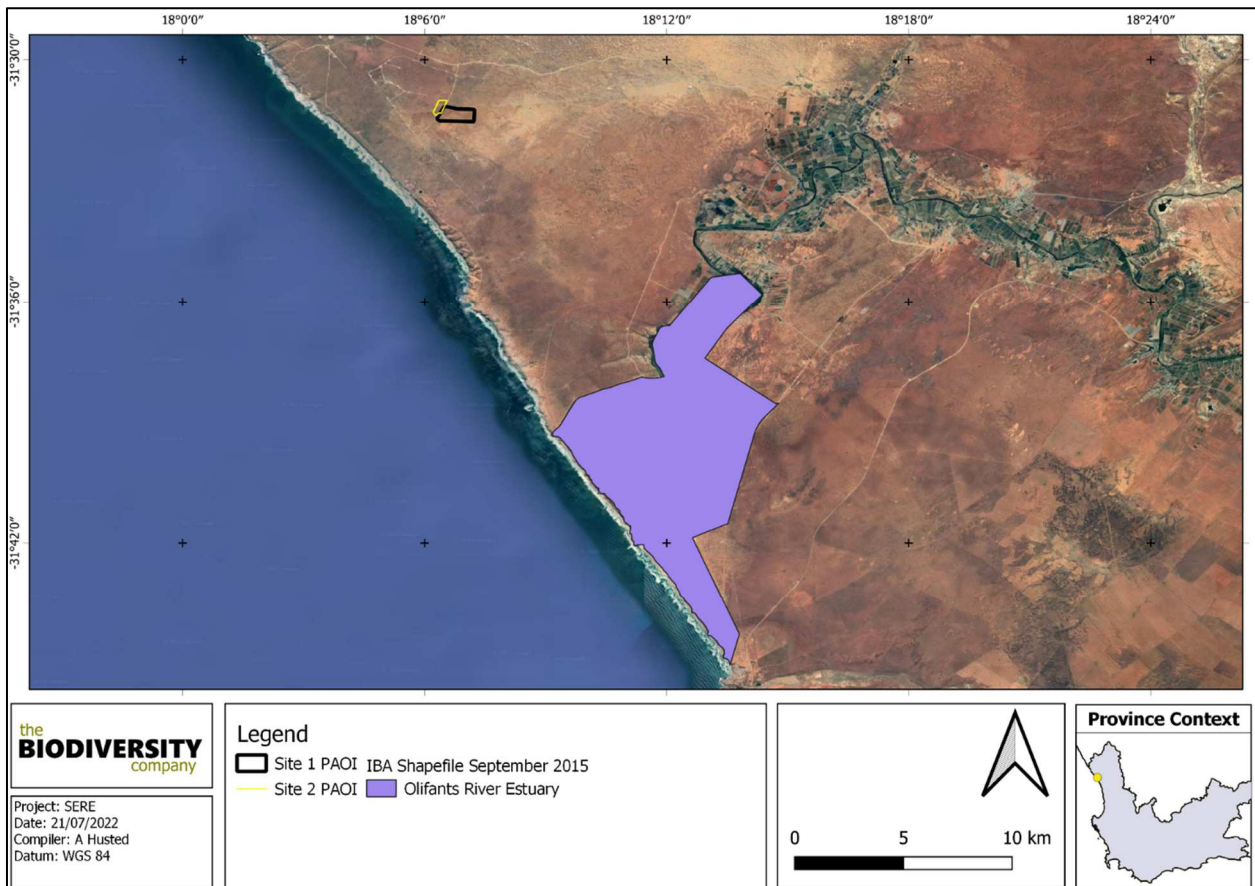 18°0′0″ 18°6′0″ 18°12′0″ 18°18′0″ 18°24′0″
-31°30′0″
-31°36′0″
-31°42′0″
the
BIODIVERSITY
company
Project: SERE
Date: 21/07/2022
Compiler: A Husted
Datum: WGS 84
Legend
Site 1 PAOI
Site 2 PAOI
IBA Shapefile September 2015
Olifants River Estuary
0 5 10 km
Province Context